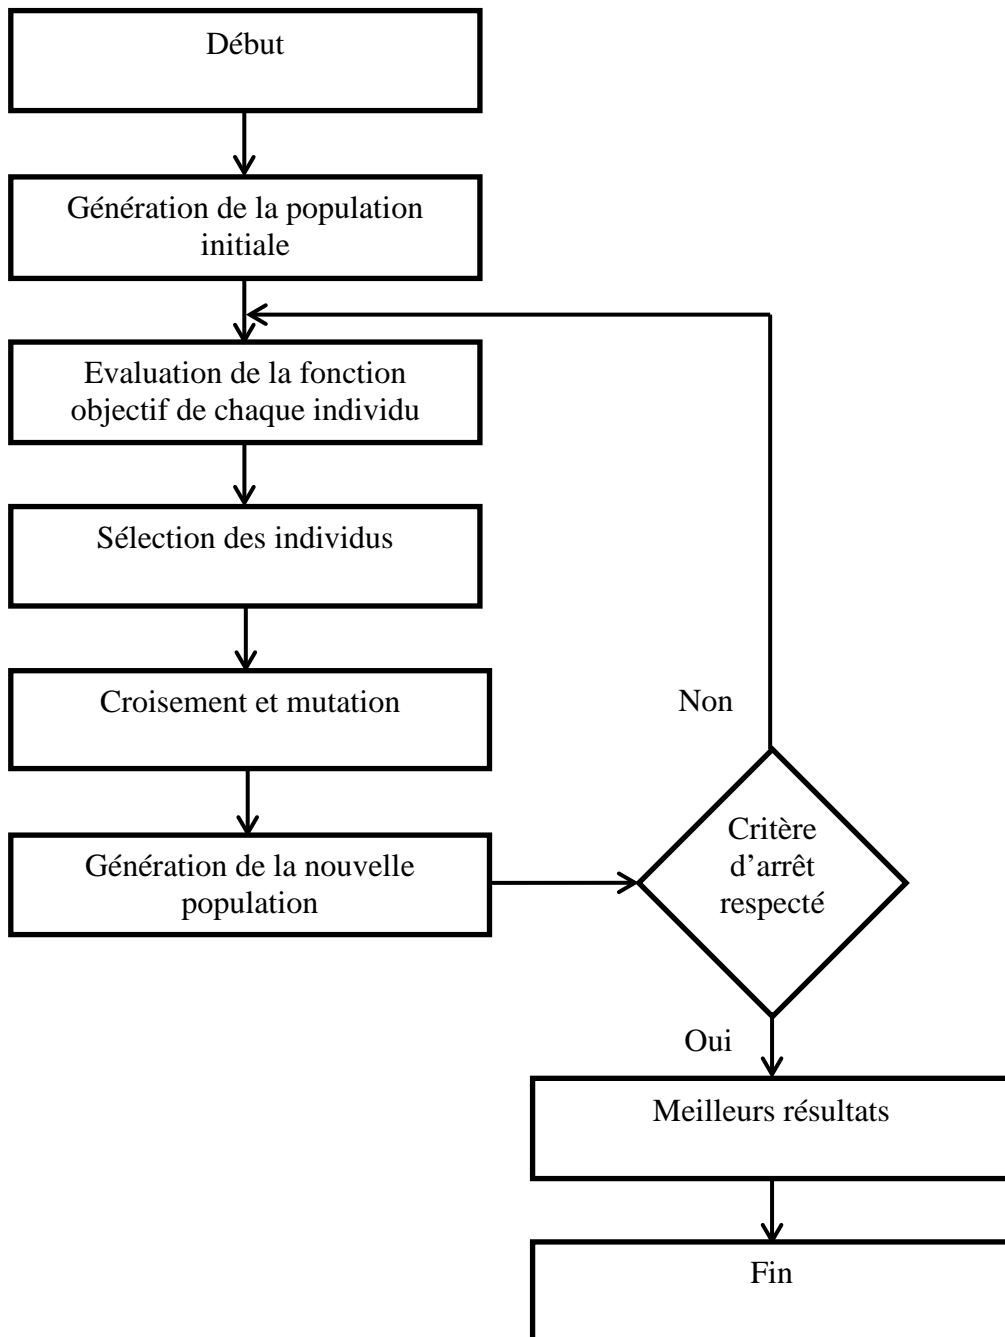 Début
Génération de la population
initiale
Evaluation de la fonction
objectif de chaque individu
Sélection des individus
Croisement et mutation
Génération de la nouvelle
population
Non
Critère
d’arrêt
respecté
Oui
Meilleurs résultats
Fin